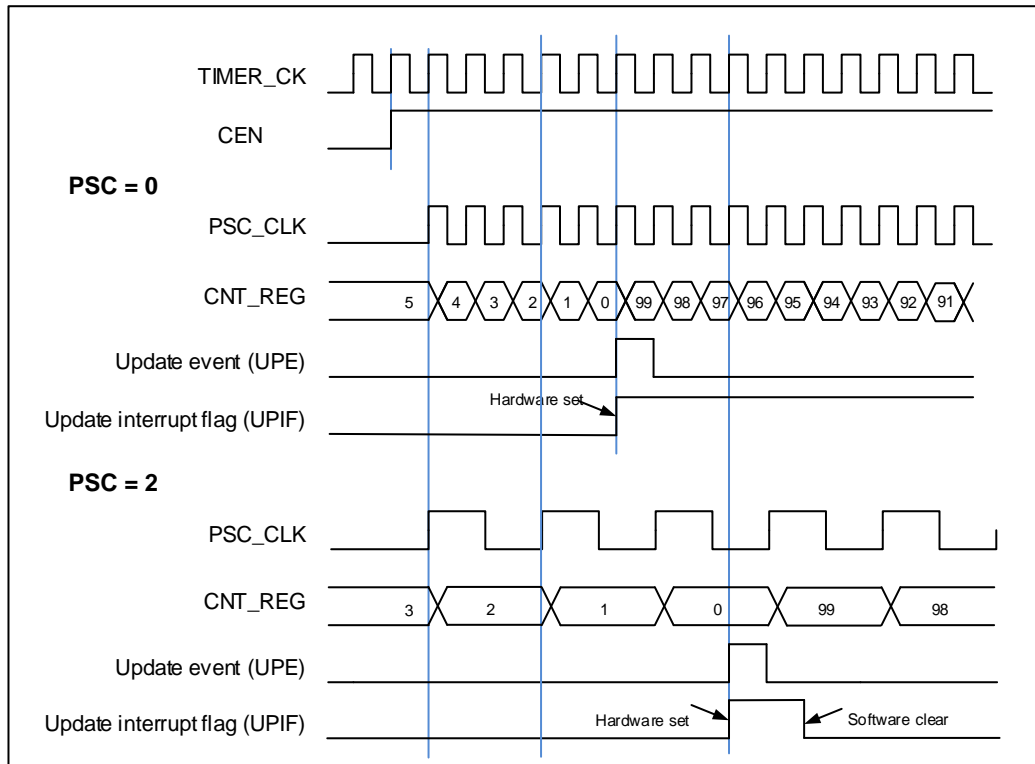 TIMER_CK
CEN
PSC = 0
PSC_CLK
CNT_REG 5 4 3 2 1 0 99 98 97 96 95 94 93 92 91
Update event (UPE)
Hardware set
Update interrupt flag (UPIF)
PSC = 2
PSC_CLK
CNT_REG 3 2 1 0 99 98
Update event (UPE)
Update interrupt flag (UPIF) Hardware set Software clear